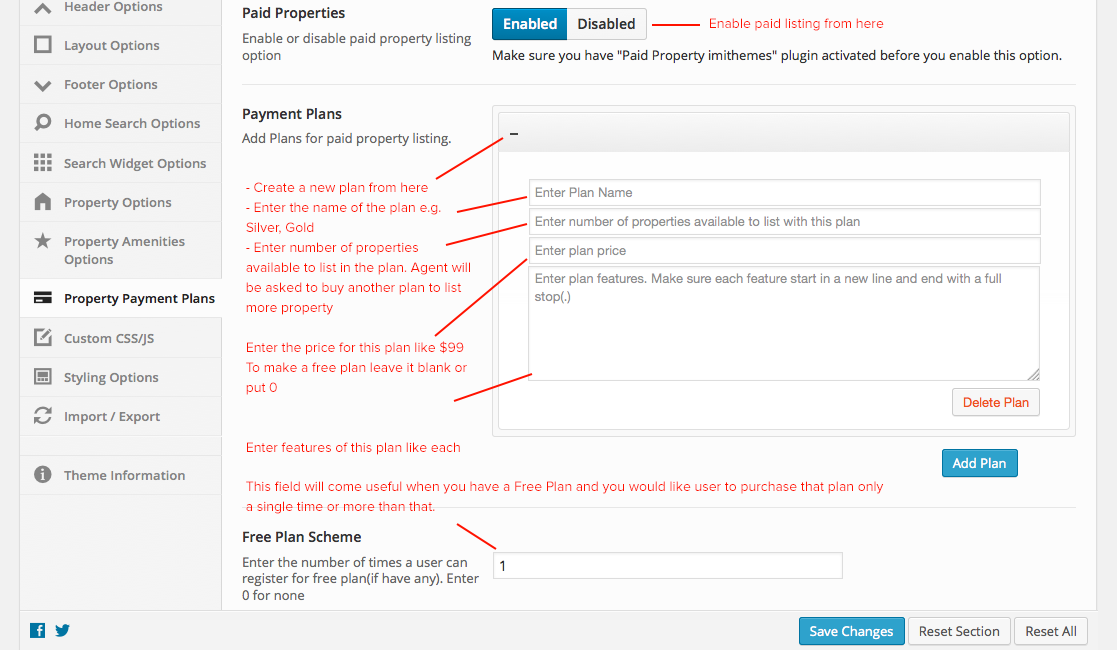 Header Options
Layout Options
Footer Options
Home Search Options
Search Widget Options
Property Options
Property Amenities
Options
Property Payment Plans
Custom CSS/JS
Styling Options
Import / Export
Theme Information
Paid Properties
Enable or disable paid property listing
option
Enabled Disabled
Enable paid listing from here
Make sure you have "Paid Property imithemes" plugin activated before you enable this option.
Payment Plans
Add Plans for paid property listing.
- Create a new plan from here
- Enter the name of the plan e.g.
Silver, Gold
- Enter number of properties
available to list in the plan. Agent will
be asked to buy another plan to list
more property
Enter the price for this plan like $99
To make a free plan leave it blank or
put 0
Enter features of this plan like each
Enter Plan Name
Enter number of properties available to list with this plan
Enter plan price
Enter plan features. Make sure each feature start in a new line and end with a full
stop(.)
Delete Plan
Add Plan
This field will come useful when you have a Free Plan and you would like user to purchase that plan only
a single time or more than that.
Free Plan Scheme
Enter the number of times a user can
register for free plan(if have any). Enter
0 for none
1
Save Changes Reset Section Reset All